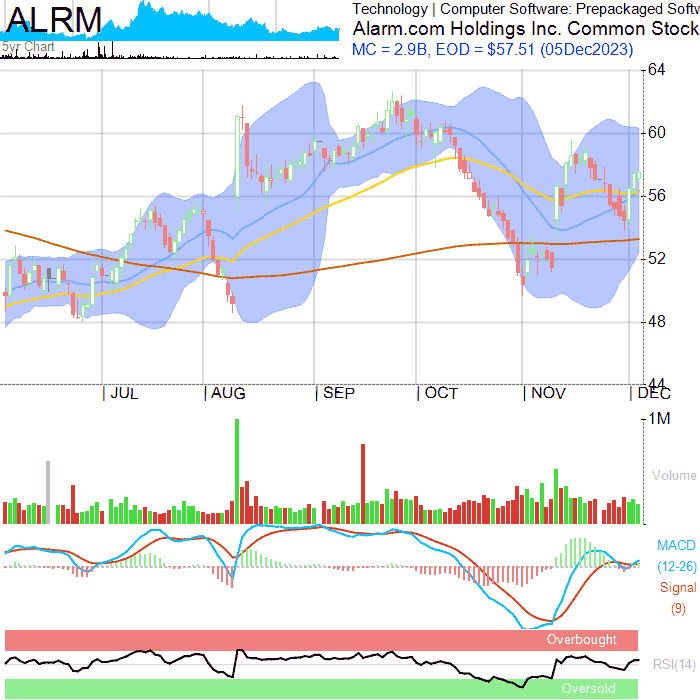 ALRM
5yr Chart
Technology | Computer Software: Prepackaged Softw
Alarm.com Holdings Inc. Common Stock
MC = 2.9B, EOD = $57.51 (05Dec2023)
64
60
56
52
48
44
JUL AUG SEP OCT NOV DEC
1M
Volume
MACD
(12-26)
Signal
(9)
Overbought
RSI(14)
Oversold